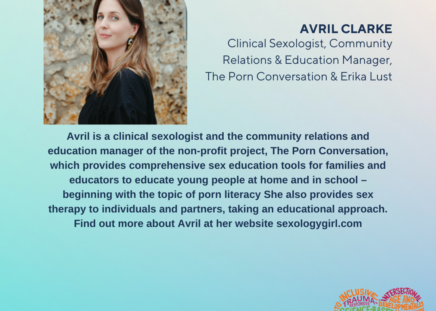 AVRIL CLARKE
Clinical Sexologist, Community
Relations & Education Manager,
The Porn Conversation & Erika Lust
Avril is a clinical sexologist and the community relations and
education manager of the non-profit project, The Porn Conversation,
which provides comprehensive sex education tools for families and
educators to educate young people at home and in school –
beginning with the topic of porn literacy She also provides sex
therapy to individuals and partners, taking an educational approach.
Find out more about Avril at her website sexologygirl.com
INCLUSIVE
TRAUMA-
INTERSECTIONAL
AGE AND